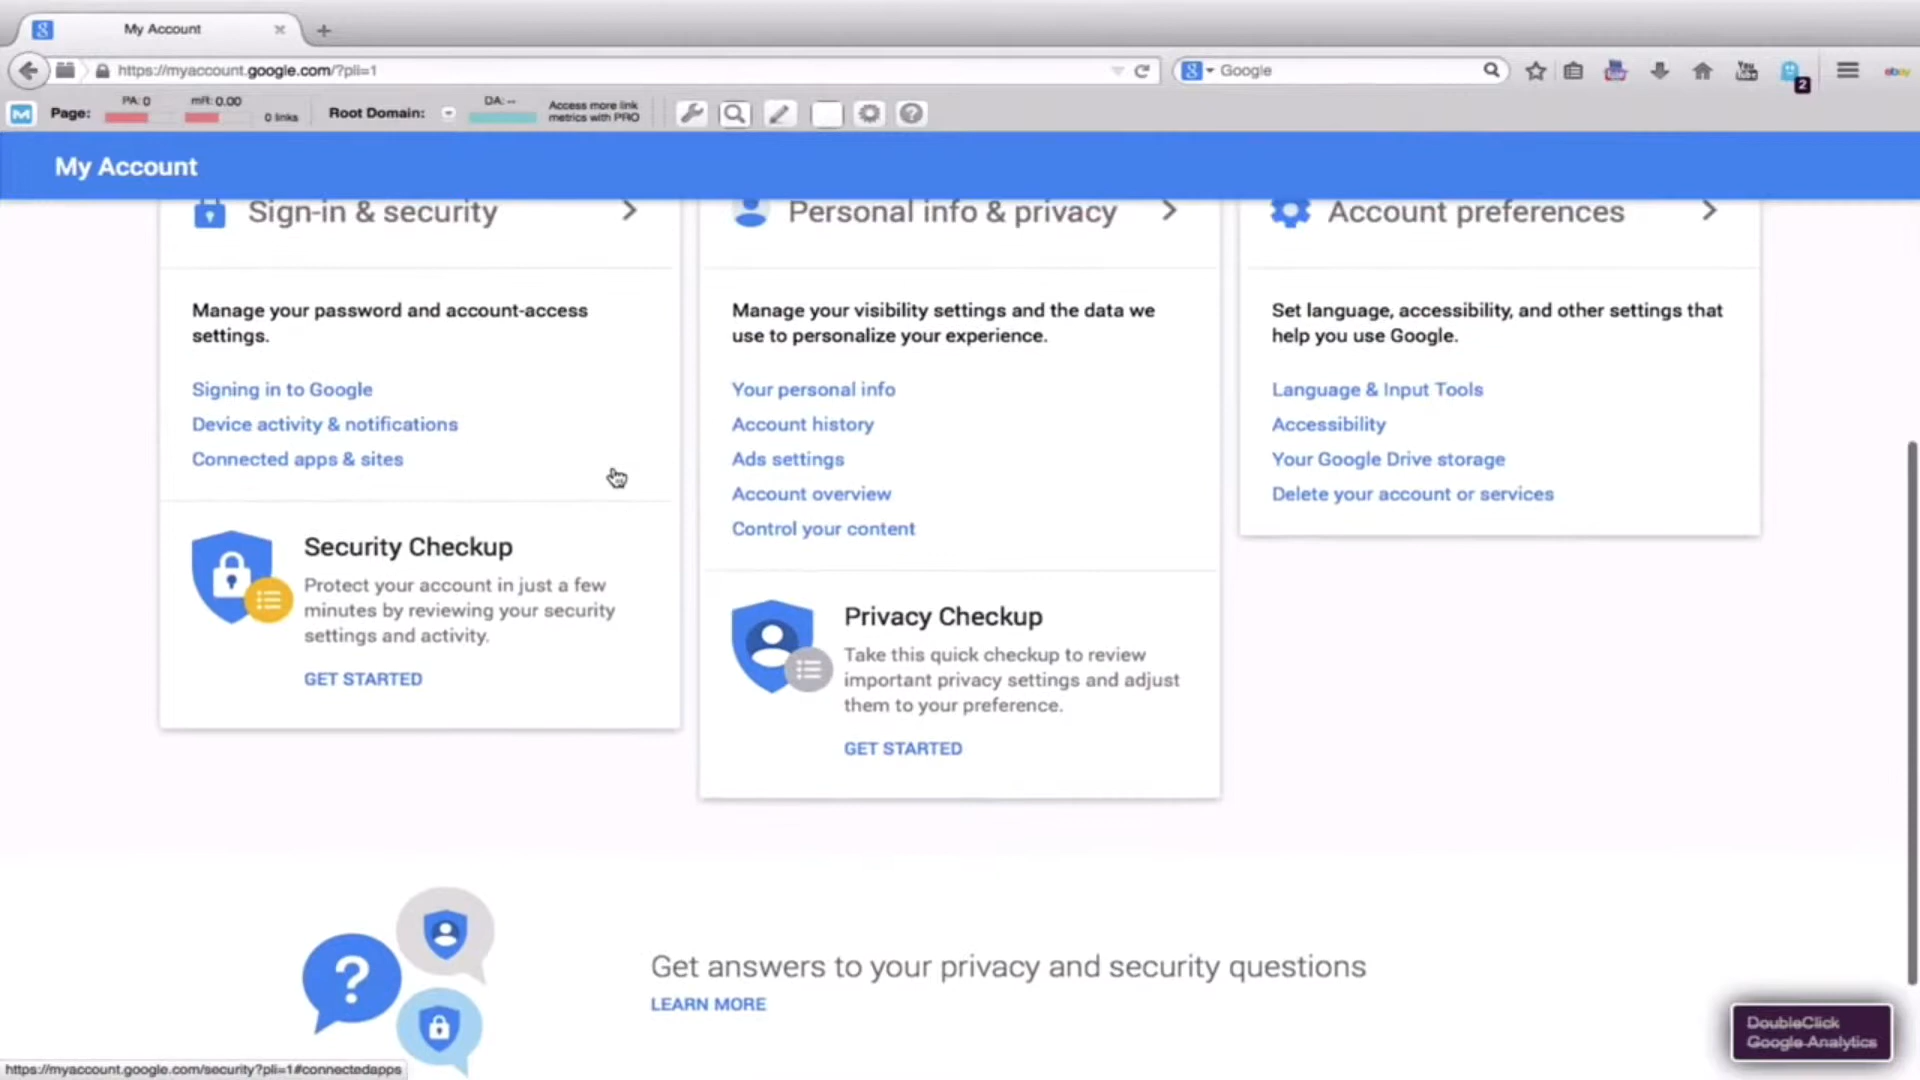 My Account
https://myaccount.google.com/?pli=1
Google
You
Tube
2
ebay
Page:
PA: 0
mR: 0.00
0 links
Root Domain:
DA: --
Access more link
metrics with PRO
My Account
Sign-in & security
Manage your password and account-access
settings.
Signing in to Google
Device activity & notifications
Connected apps & sites
Security Checkup
Protect your account in just a few
minutes by reviewing your security
settings and activity.
GET STARTED
Personal info & privacy
Manage your visibility settings and the data we
use to personalize your experience.
Your personal info
Account history
Ads settings
Account overview
Control your content
Privacy Checkup
Take this quick checkup to review
important privacy settings and adjust
them to your preference.
GET STARTED
Account preferences
Set language, accessibility, and other settings that
help you use Google.
Language & Input Tools
Accessibility
Your Google Drive storage
Delete your account or services
Get answers to your privacy and security questions
LEARN MORE
DoubleClick
Google Analytics
https://myaccount.google.com/security?pli=1#connectedapps